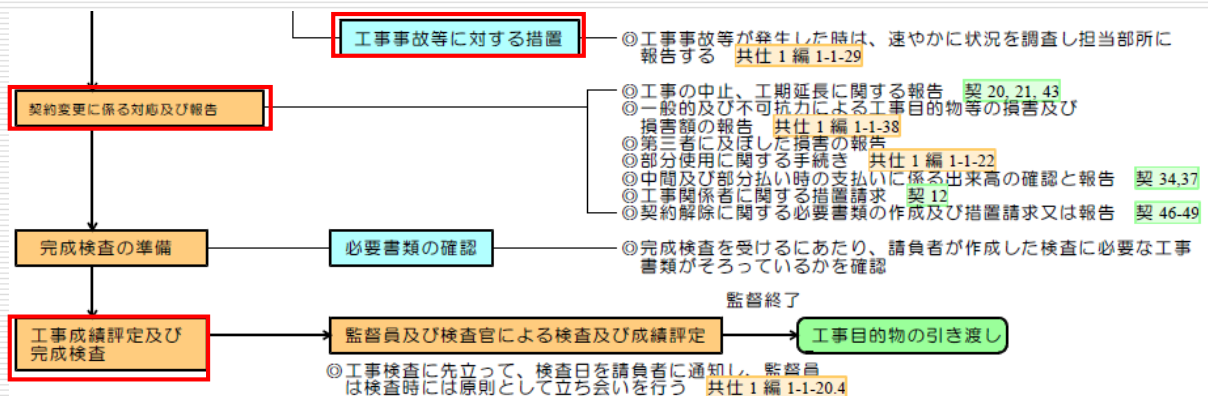 工事事故等に対する措置
◎工事事故等が発生した時は、速やかに状況を調査し担当部所に
報告する 共仕 1 編 1-1-29
契約変更に係る対応及び報告
◎工事の中止、工期延長に関する報告 契 20, 21, 43
◎一般的及び不可抗力による工事目的物等の損害及び
損害額の報告 共仕 1 編 1-1-38
◎第三者に及ぼした損害の報告
◎部分使用に関する手続き 共仕 1 編 1-1-22
◎中間及び部分払い時の支払いに係る出来高の確認と報告 契 34,37
◎工事関係者に関する措置請求 契 12
◎契約解除に関する必要書類の作成及び措置請求又は報告 契 46-49
完成検査の準備
必要書類の確認
◎完成検査を受けるにあたり、請負者が作成した検査に必要な工事
書類がそろっているかを確認
監督終了
工事成績評定及び
完成検査
監督員及び検査官による検査及び成績評定
工事目的物の引き渡し
◎工事検査に先立って、検査日を請負者に通知し、監督員
は検査時には原則として立ち会いを行う 共仕 1 編 1-1-20.4